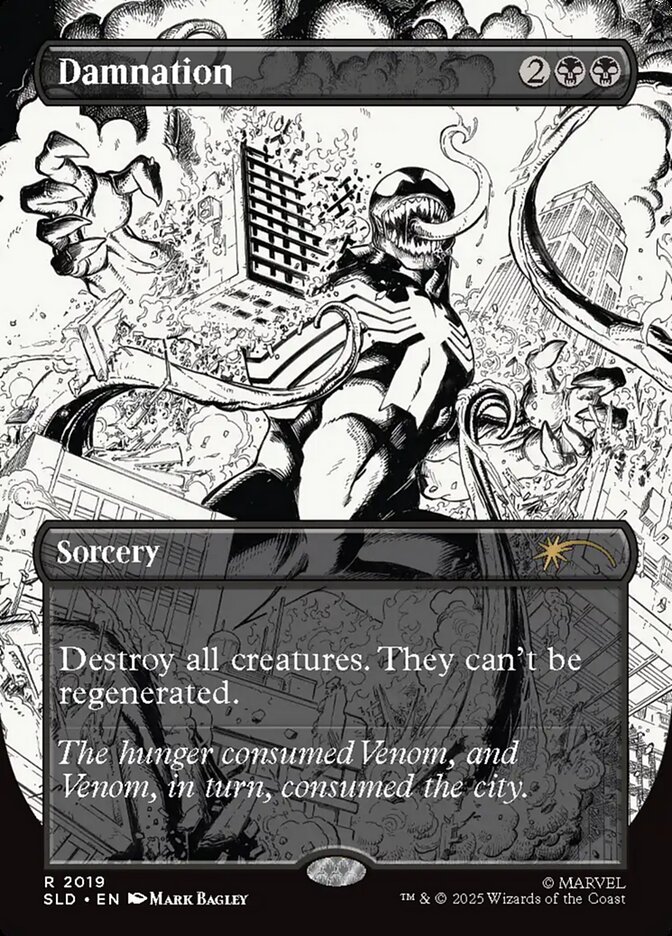 Damnation 2
Sorcery
Destroy all creatures. They can't be
regenerated.
The hunger consumed Venom, and
Venom, in turn, consumed the city.
R 2019
© MARVEL
SLD • EN MARK BAGLEY
™ & © 2025 Wizards of the Coast